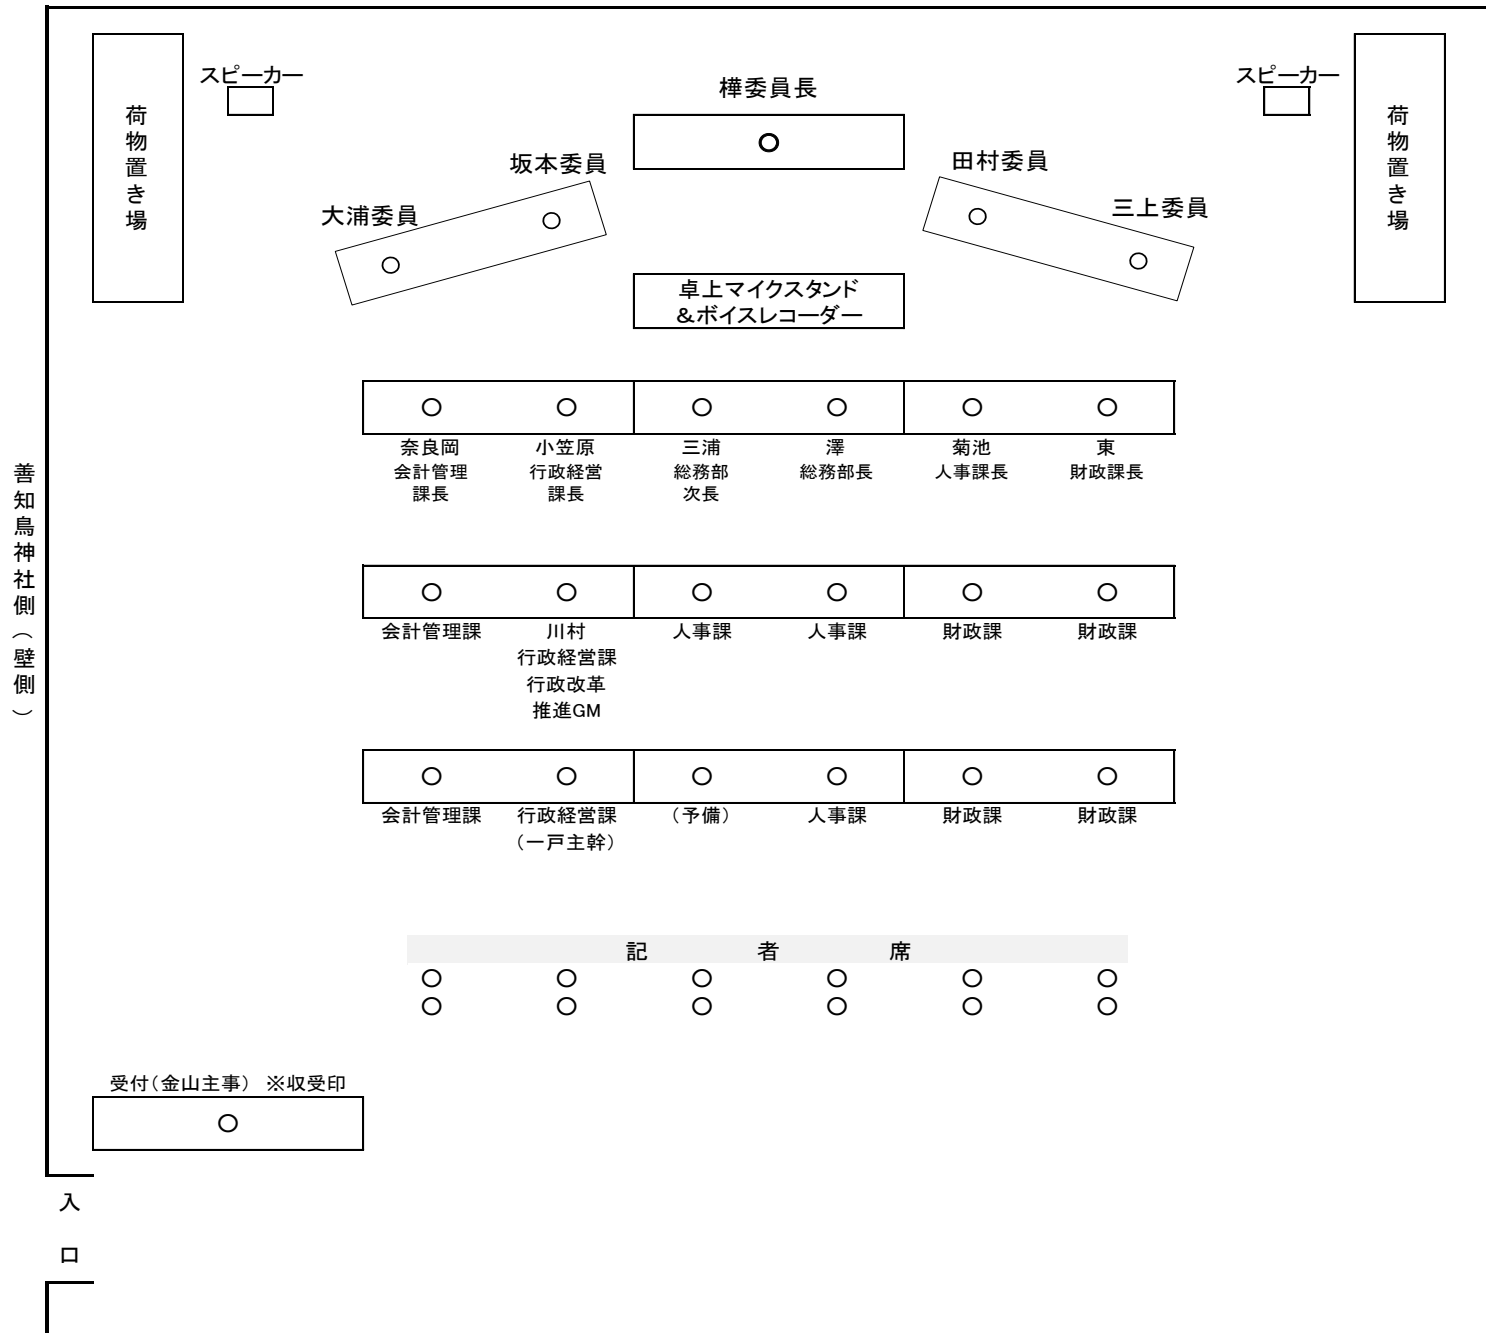 スピーカー
スピーカー
荷物置き場
樺委員長
荷物置き場
坂本委員
田村委員
大浦委員
三上委員
卓上マイクスタンド
&ボイスレコーダー
奈良岡
会計管理
課長
小笠原
行政経営
課長
三浦
総務部
次長
澤
総務部長
菊池
人事課長
東
財政課長
善知鳥神社側(壁側)
会計管理課
川村
行政経営課
行政改革
推進GM
人事課
人事課
財政課
財政課
会計管理課
行政経営課
(一戸主幹)
(予備)
人事課
財政課
財政課
記者席
受付(金山主事) ※収受印
入口